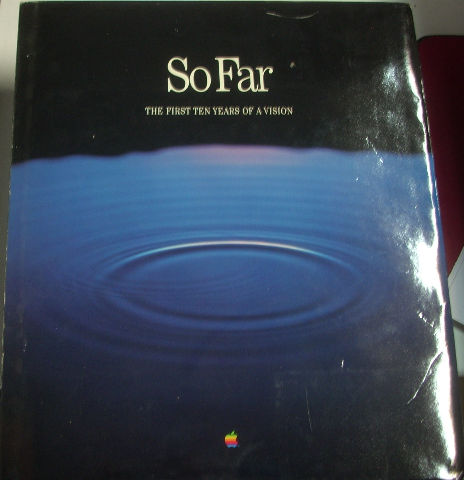 So Far
THE FIRST TEN YEARS OF A VISION